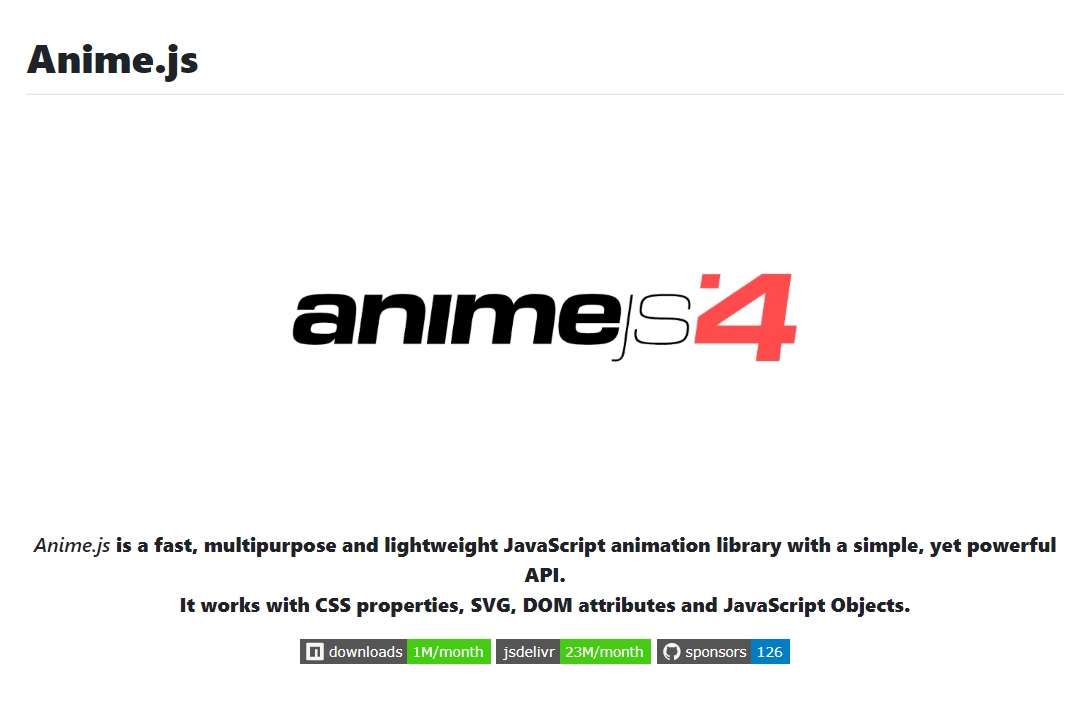 Anime.js
animejs4
Anime.js is a fast, multipurpose and lightweight JavaScript animation library with a simple, yet powerful
API.
It works with CSS properties, SVG, DOM attributes and JavaScript Objects.
downloads 1M/month jsdelivr 23M/month sponsors 126